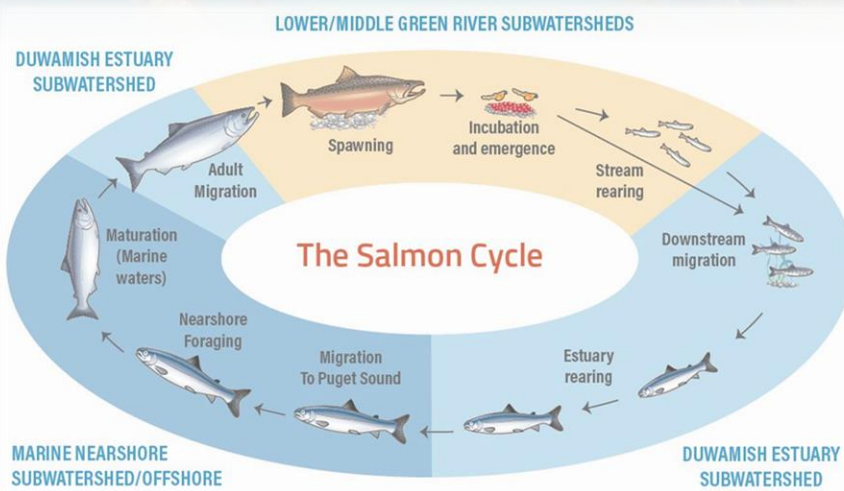 LOWER/MIDDLE GREEN RIVER SUBWATERSHEDS
DUWAMISH ESTUARY
SUBWATERSHED
Spawning
Incubation
and emergence
Stream
rearing
Adult
Migration
Downstream
migration
Maturation
(Marine
waters)
The Salmon Cycle
Nearshore
Foraging
Migration
To Puget Sound
Estuary
rearing
MARINE NEARSHORE
SUBWATERSHED/OFFSHORE
DUWAMISH ESTUARY
SUBWATERSHED